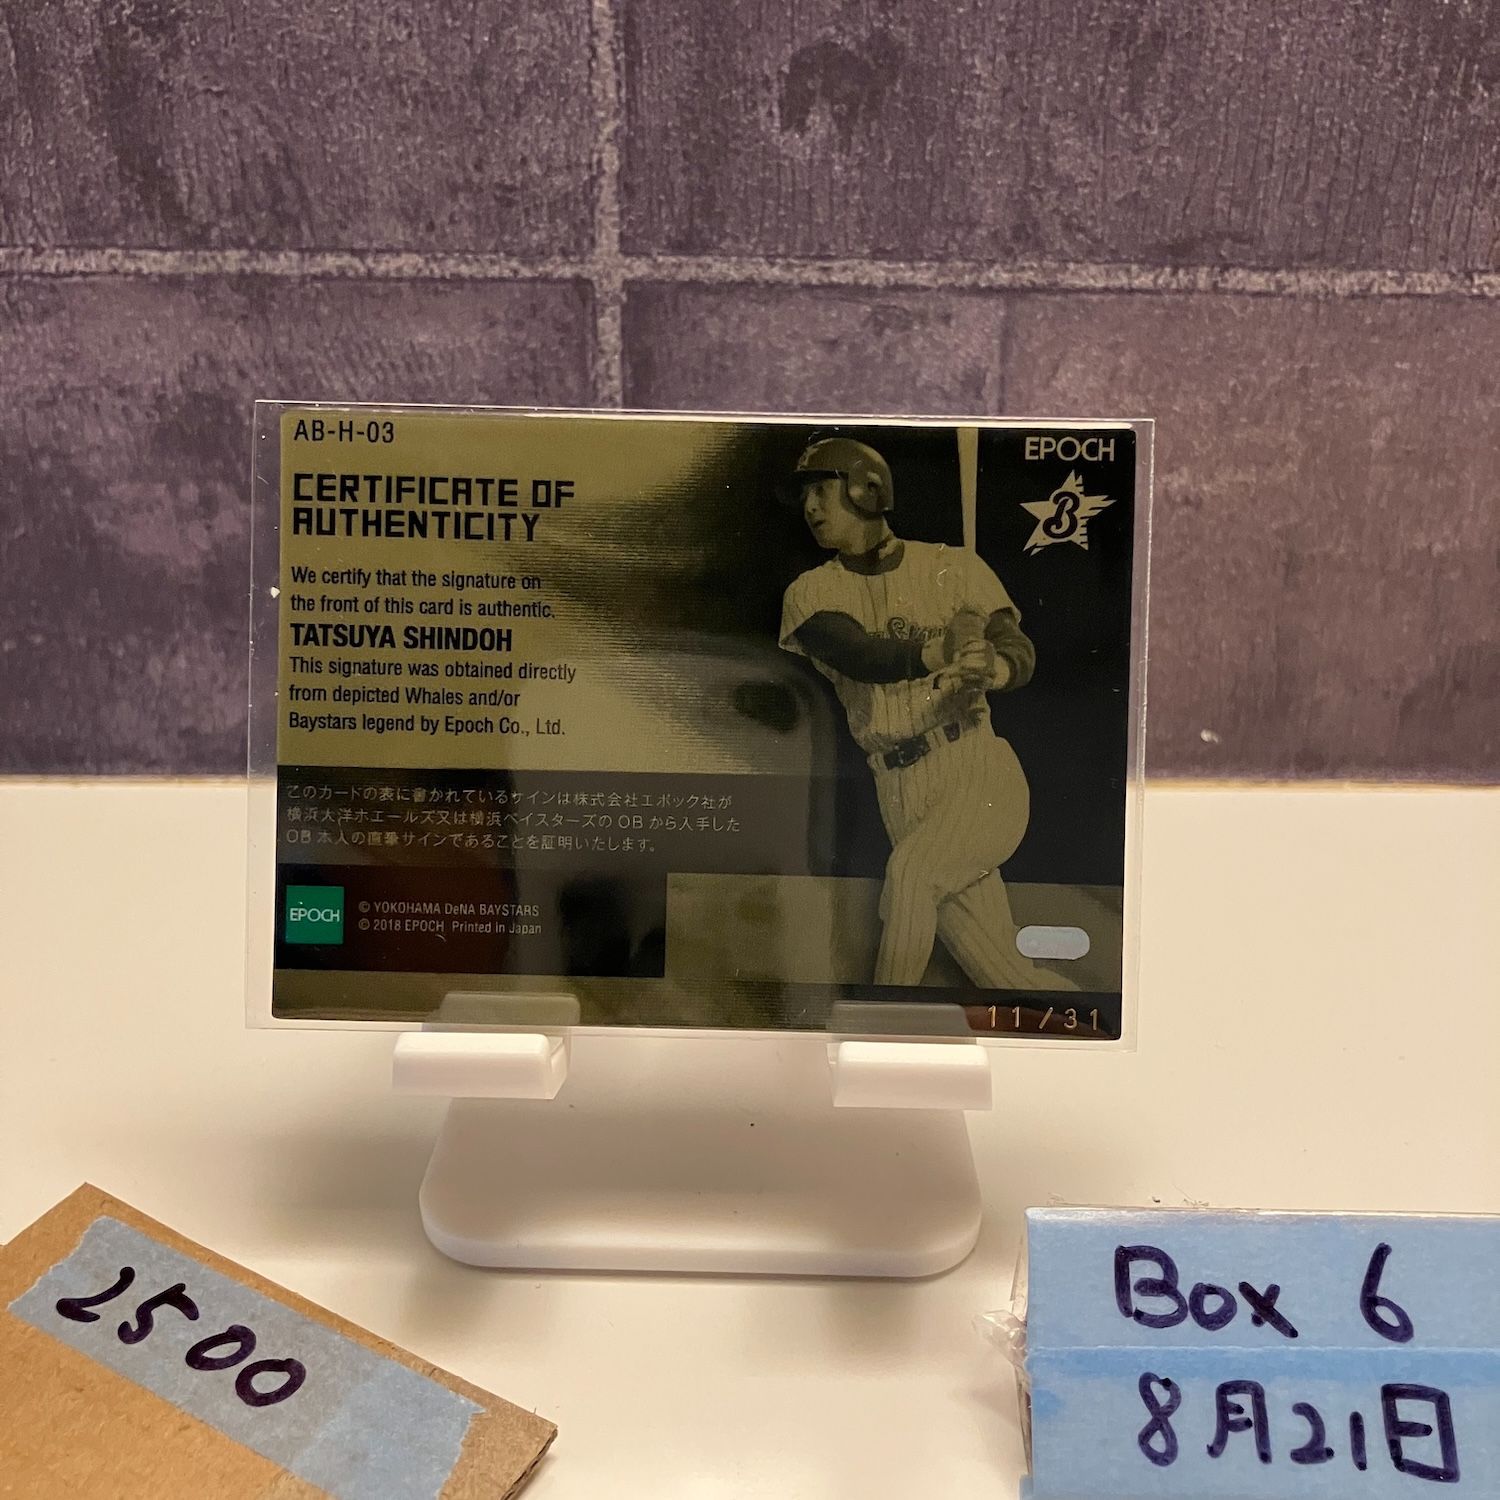 AB-H-03
EPOCH
B
CERTIFICATE OF
AUTHENTICITY
We certify that the signature on
the front of this card is authentic.
TATSUYA SHINDOH
This signature was obtained directly
from depicted Whales and/or
Baystars legend by Epoch Co., Ltd.
このカードの表に書かれているサインは株式会社エポック社が
横浜大洋ホエールズ又は横浜ベイスターズのOBから入手した
OB本人の直筆サインであることを証明いたします。
EPOCH
© YOKOHAMA DeNA BAYSTARS
© 2018 EPOCH Printed in Japan
11/31
2500
Box 6
8月21日